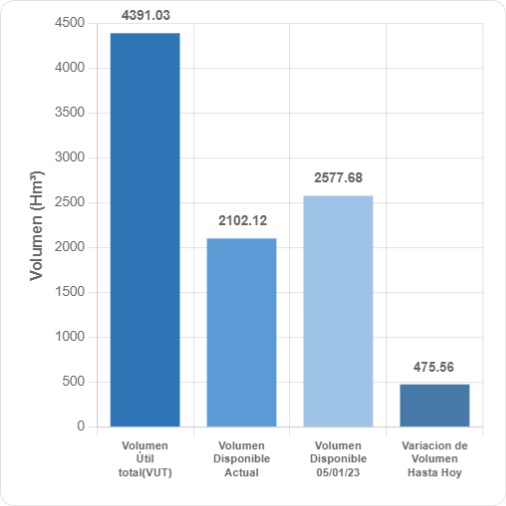 4391.03
4500
4000
3500
3000
2577.68
2500
2102.12
2000
1500
1000
475.56
500
0
Volumen (Hm³)
Volumen
Útil
total(VUT)
Volumen
Disponible
Actual
Volumen
Disponible
05/01/23
Variacion de
Volumen
Hasta Hoy